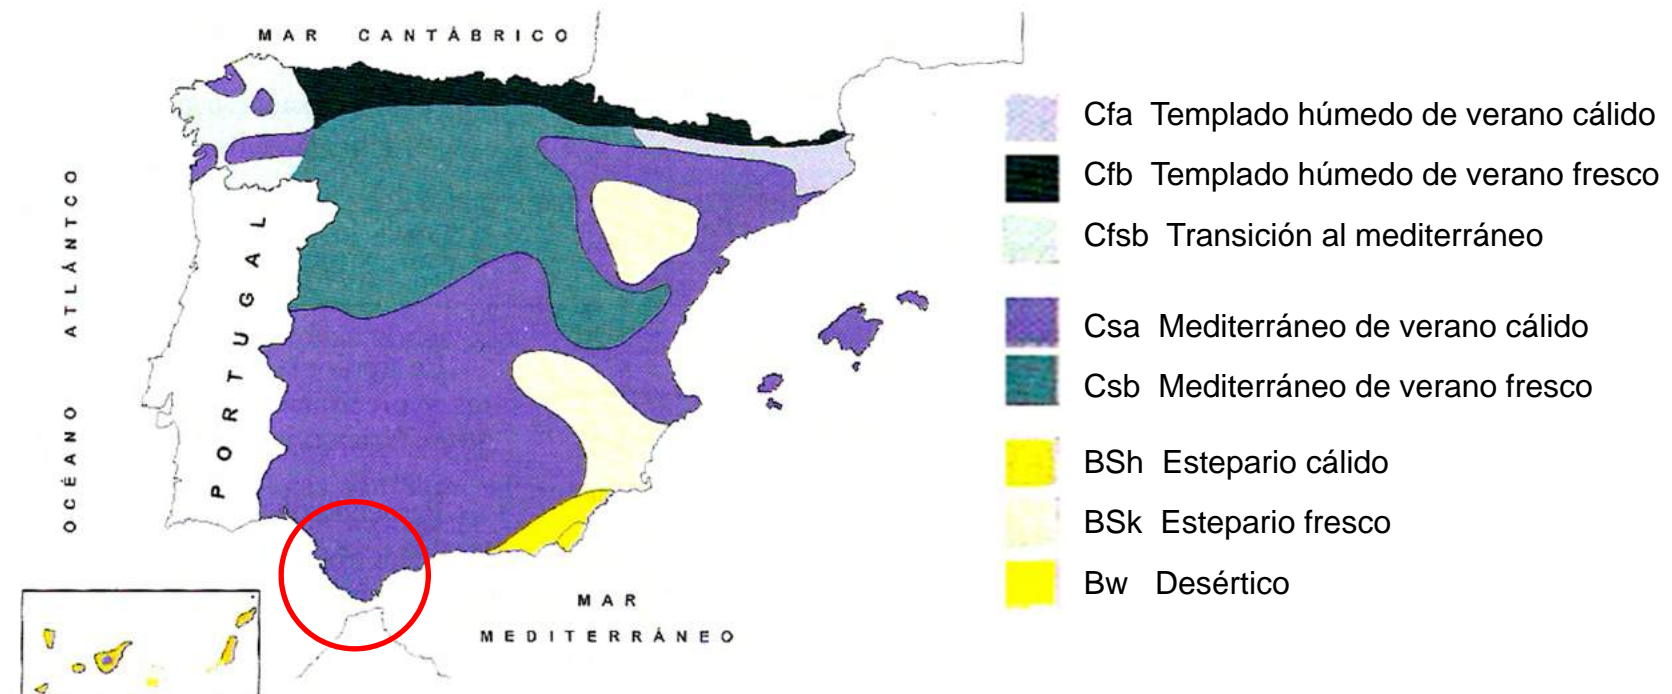 MAR CANTÁBRICO
OCÉANO ATLÁNTCO
PORTUGAL
MAR
MEDITERRÁNEO
Cfa Templado húmedo de verano cálido
Cfb Templado húmedo de verano fresco
Cfsb Transición al mediterráneo
Csa Mediterráneo de verano cálido
Csb Mediterráneo de verano fresco
BSh Estepario cálido
BSk Estepario fresco
Bw Desértico